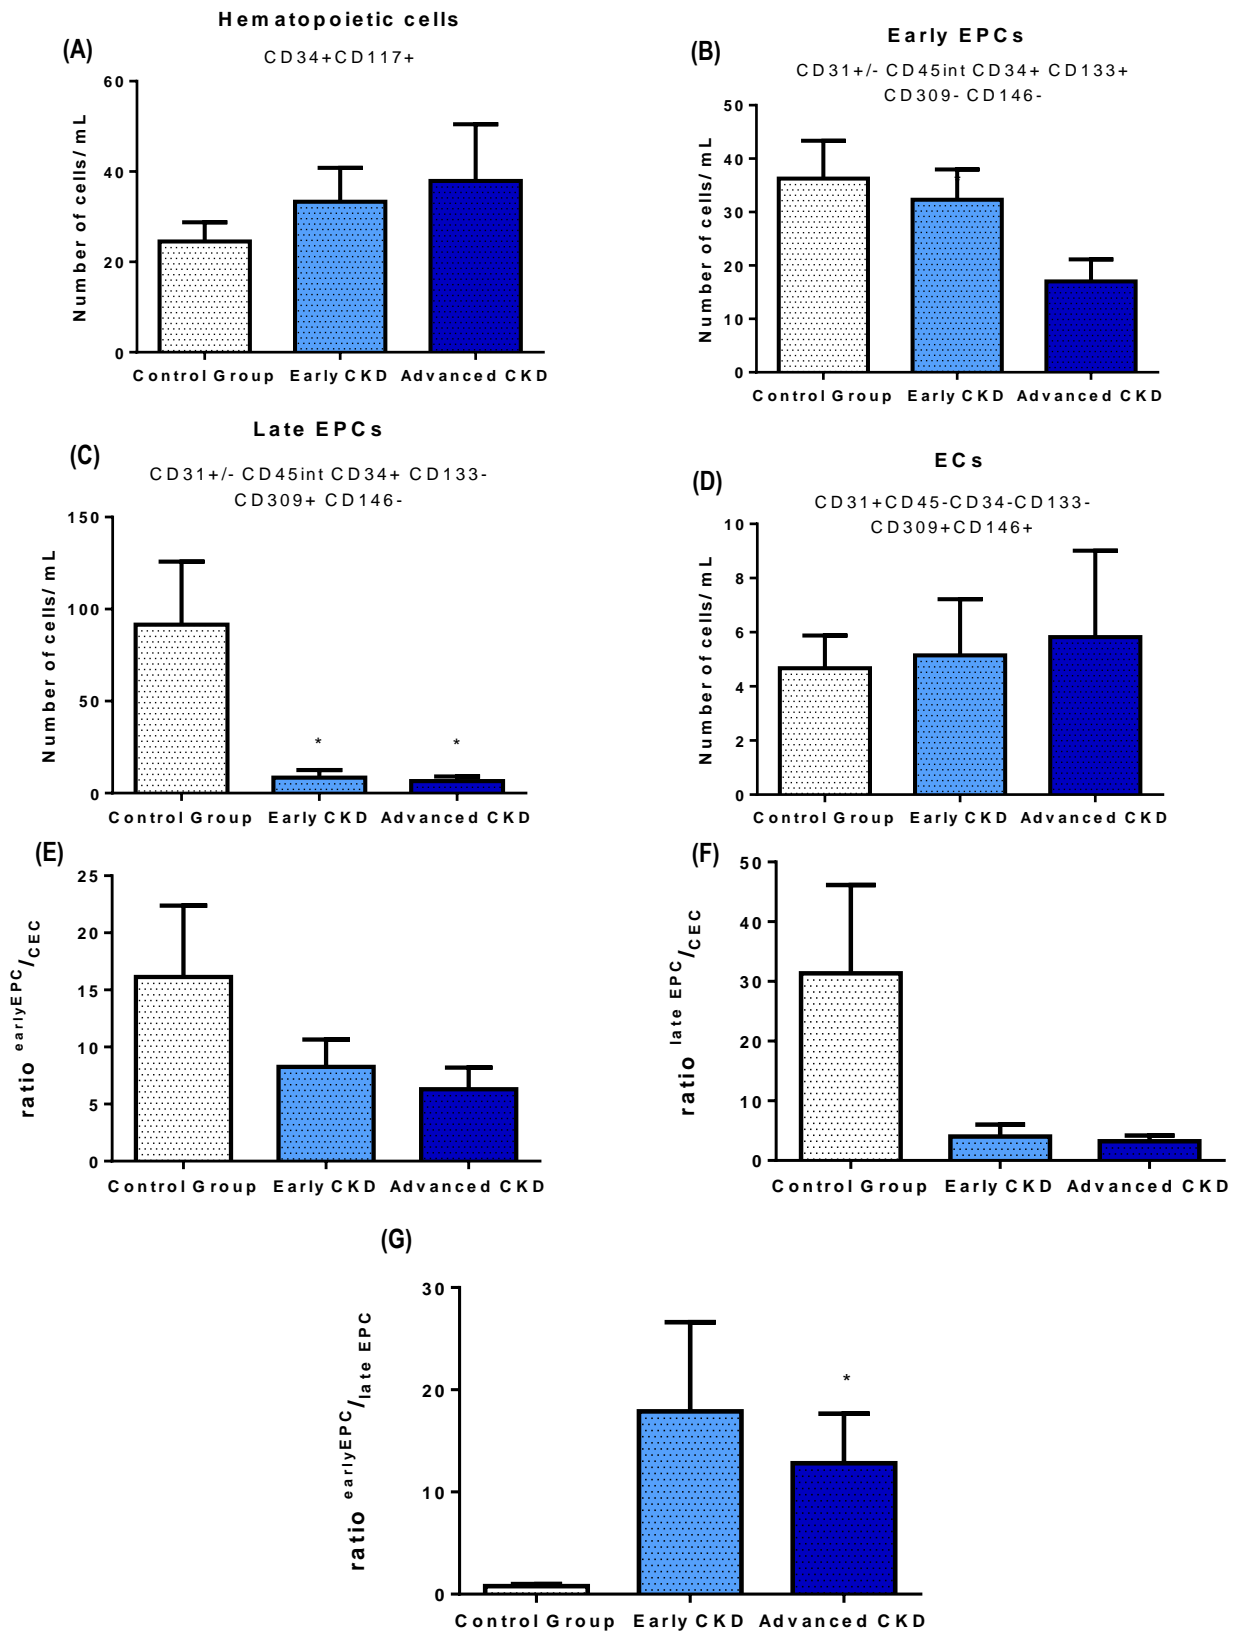 Hematopoietic cells
(A)
CD34+CD117+
Number of cells/ mL
60
40
20
0
Control Group Early CKD Advanced CKD
Early EPCs
(B)
CD31+/- CD45int CD34+ CD133+
CD309- CD146-
Number of cells/ mL
50
40
30
20
10
0
*
Control Group Early CKD Advanced CKD
Late EPCs
(C)
CD31+/- CD45int CD34+ CD133-
CD309+ CD146-
Number of cells/ mL
150
100
50
0
* *
Control Group Early CKD Advanced CKD
ECs
(D)
CD31+CD45-CD34-CD133-
CD309+CD146+
Number of cells/ mL
10
8
6
4
2
0
Control Group Early CKD Advanced CKD
(E)
ratio earlyEPC/CEC
25
20
15
10
5
0
Control Group Early CKD Advanced CKD
(F)
ratio late EPC/CEC
50
40
30
20
10
0
Control Group Early CKD Advanced CKD
(G)
ratio earlyEPC/late EPC
30
20
10
0
*
Control Group Early CKD Advanced CKD